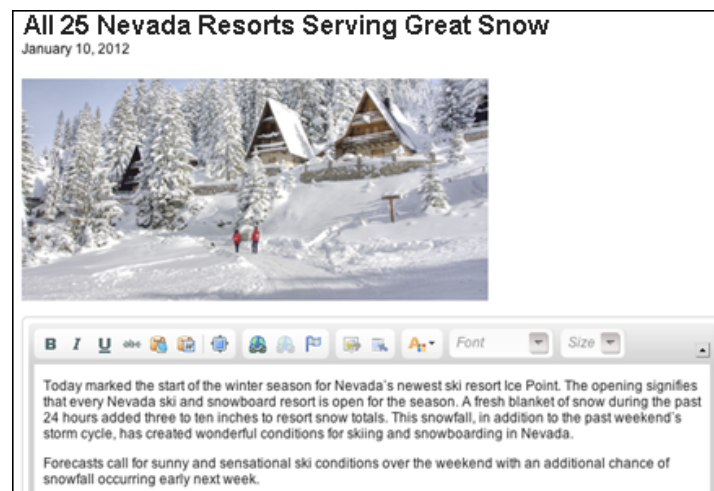 All 25 Nevada Resorts Serving Great Snow
January 10, 2012
B I U abc Font Size
Today marked the start of the winter season for Nevada's newest ski resort Ice Point. The opening signifies
that every Nevada ski and snowboard resort is open for the season. A fresh blanket of snow during the past
24 hours added three to ten inches to resort snow totals. This snowfall, in addition to the past weekend's
storm cycle, has created wonderful conditions for skiing and snowboarding in Nevada.
Forecasts call for sunny and sensational ski conditions over the weekend with an additional chance of
snowfall occurring early next week.